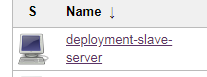 S Name ↓
deployment-slave-
server